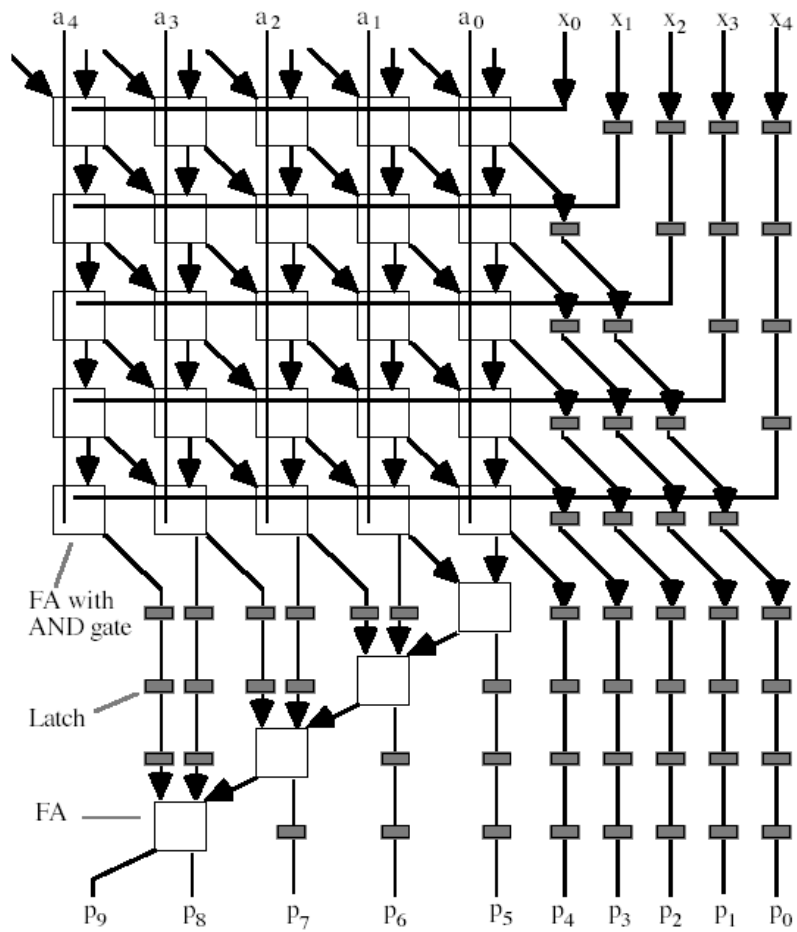 a4 a3 a2 a1 a0 x0 x1 x2 x3 x4
FA with
AND gate
Latch
FA
p9 p8 p7 p6 p5 p4 p3 p2 p1 p0